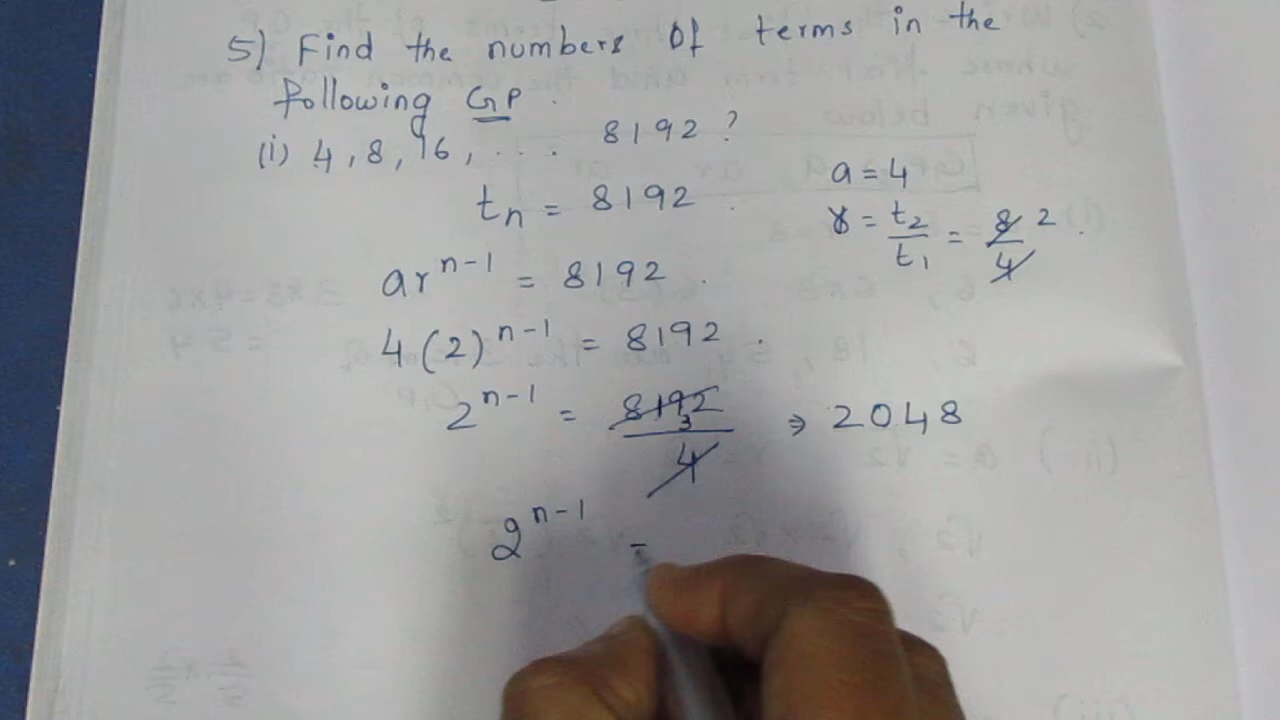 5) Find the numbers of terms in the
following GP.
(i) 4, 8, 16, .... 8192 ?
tn = 8192.
a = 4
r = t2/t1 = 8/4 2.
ar^n-1 = 8192.
4(2)^n-1 = 8192.
2^n-1 = 8192/4 ⇒ 2048
2^n-1 =